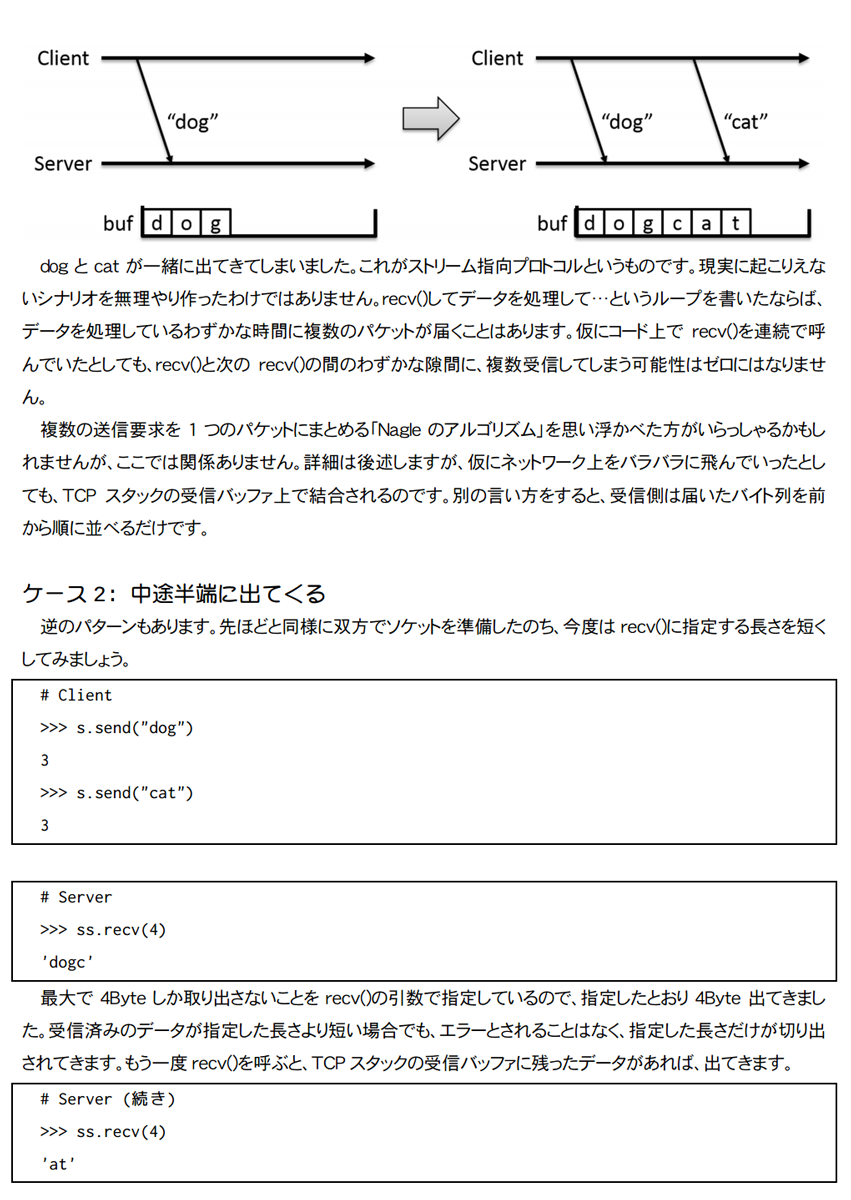 Client
“dog”
Server
buf d o g
Client
“dog” “cat”
Server
buf d o g c a t
dog と cat が一緒に出てきてしまいました。これがストリーム指向プロトコルというものです。現実に起こりえな
いシナリオを無理やり作ったわけではありません。recv()してデータを処理して…というループを書いたならば、
データを処理しているわずかな時間に複数のパケットが届くことはあります。仮にコード上で recv()を連続で呼
んでいたとしても、recv()と次の recv()の間のわずかな隙間に、複数受信してしまう可能性はゼロにはなりませ
ん。
複数の送信要求を 1 つのパケットにまとめる「Nagle のアルゴリズム」を思い浮かべた方がいらっしゃるかもし
れませんが、ここでは関係ありません。詳細は後述しますが、仮にネットワーク上をバラバラに飛んでいったとし
ても、TCP スタックの受信バッファ上で結合されるのです。別の言い方をすると、受信側は届いたバイト列を前
から順に並べるだけです。
ケース 2: 中途半端に出てくる
逆のパターンもあります。先ほどと同様に双方でソケットを準備したのち、今度は recv()に指定する長さを短く
してみましょう。
# Client
>>> s.send("dog")
3
>>> s.send("cat")
3
# Server
>>> ss.recv(4)
'dogc'
最大で 4Byte しか取り出さないことを recv()の引数で指定しているので、指定したとおり 4Byte 出てきまし
た。受信済みのデータが指定した長さより短い場合でも、エラーとされることはなく、指定した長さだけが切り出
されてきます。もう一度 recv()を呼ぶと、TCP スタックの受信バッファに残ったデータがあれば、出てきます。
# Server (続き)
>>> ss.recv(4)
'at'